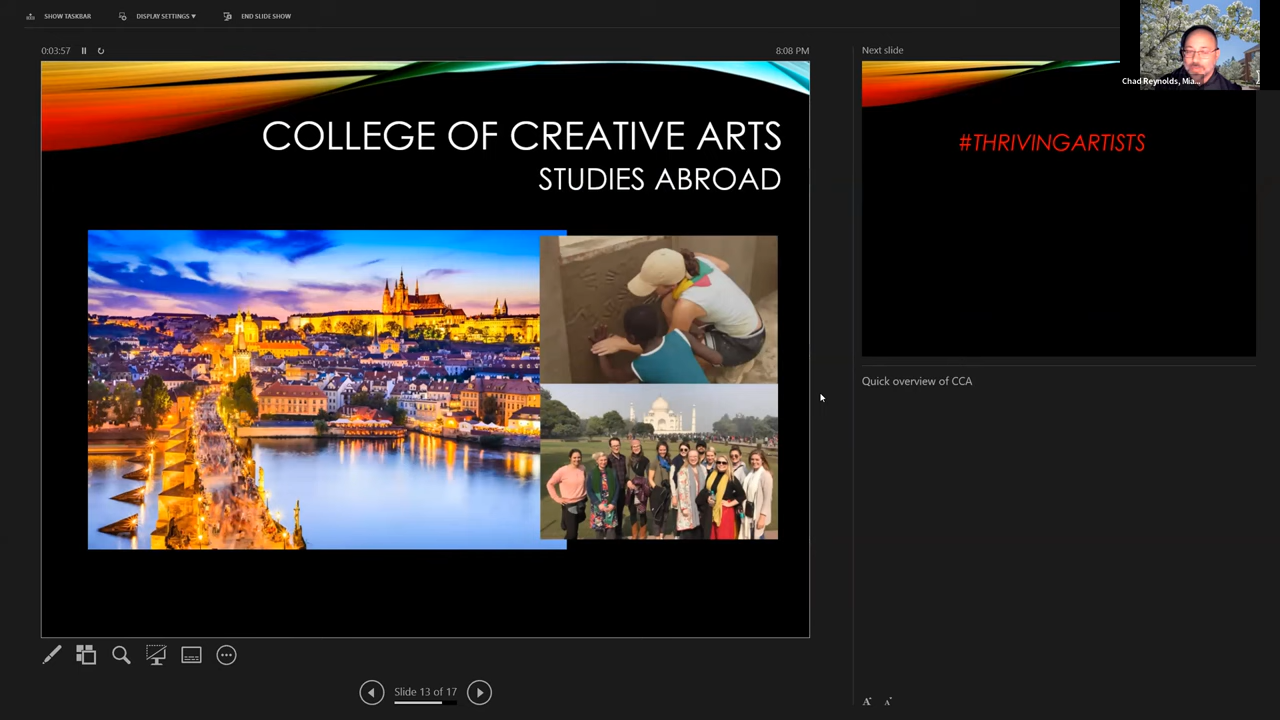 SHOW TASKBAR
DISPLAY SETTINGS ▾
END SLIDE SHOW
0:03:57
8:08 PM
Next slide
Chad Reynolds, Mia...
COLLEGE OF CREATIVE ARTS
STUDIES ABROAD
#THRIVINGARTISTS
Quick overview of CCA
Slide 13 of 17
A
A